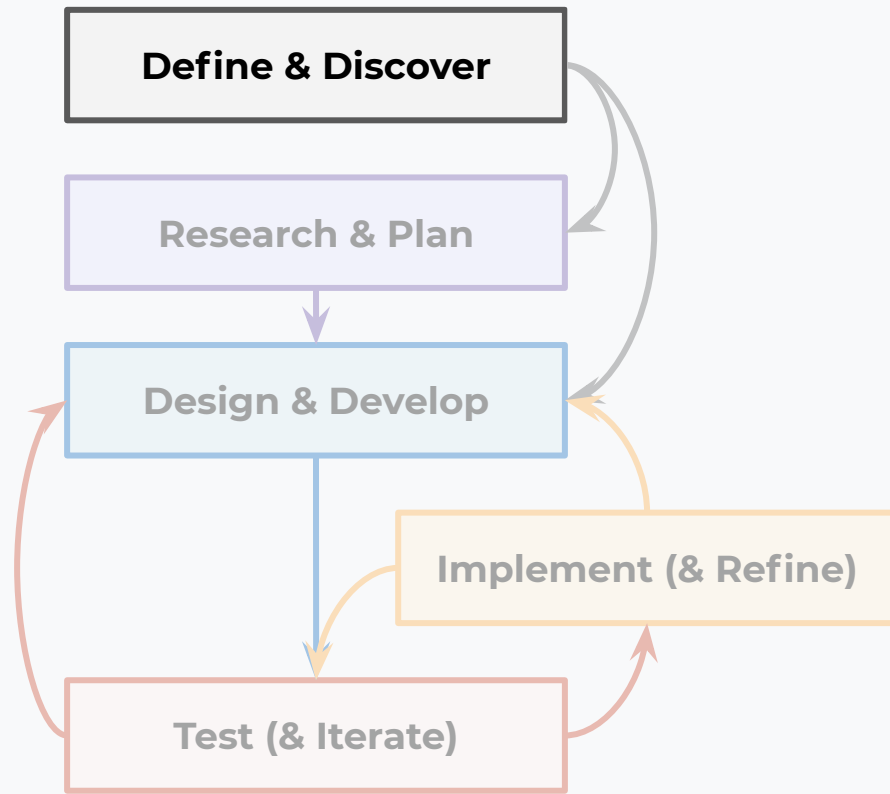 Define & Discover
Research & Plan
Design & Develop
Implement (& Refine)
Test (& Iterate)